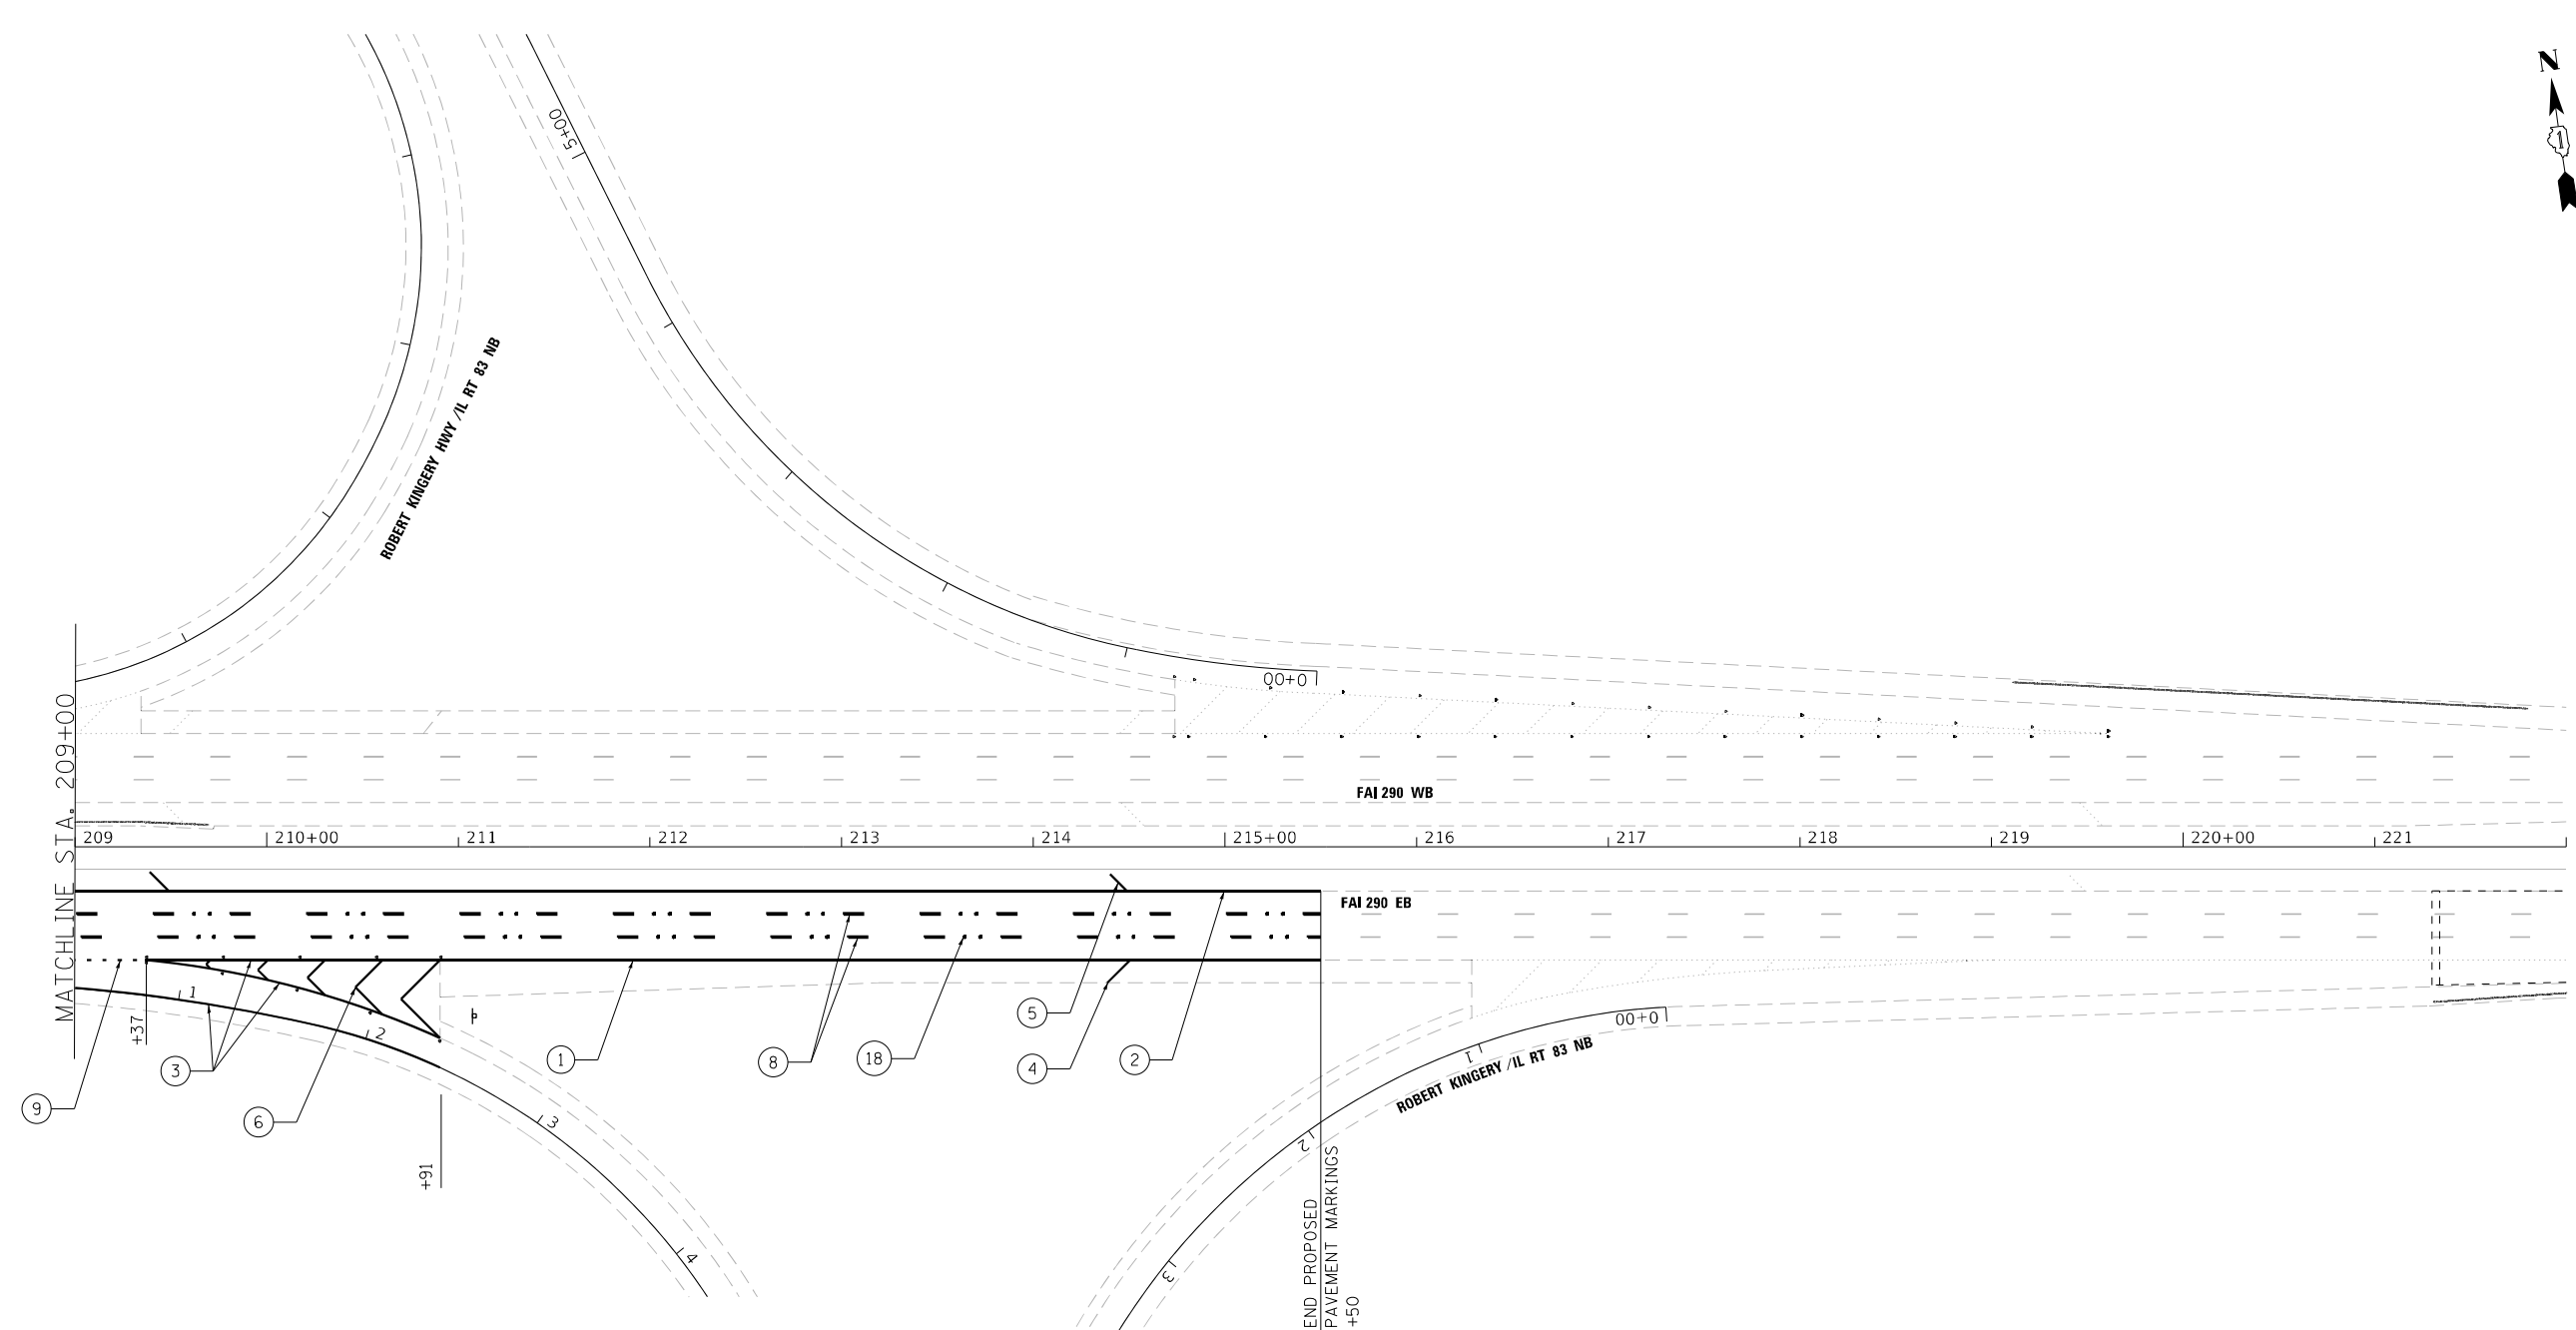 N
1
5+00
ROBERT KINGERY HWY /IL RT 83 NB
0+00
FAI 290 WB
MATCHLINE STA. 209+00
209 210+00 211 212 213 214 215+00 216 217 218 219 220+00 221
FAI 290 EB
1
2
3
4
+37
+91
9
3
6
1
8
18
5
4
2
0+00
1
2
3
ROBERT KINGERY /IL RT 83 NB
END PROPOSED
PAVEMENT MARKINGS
+50